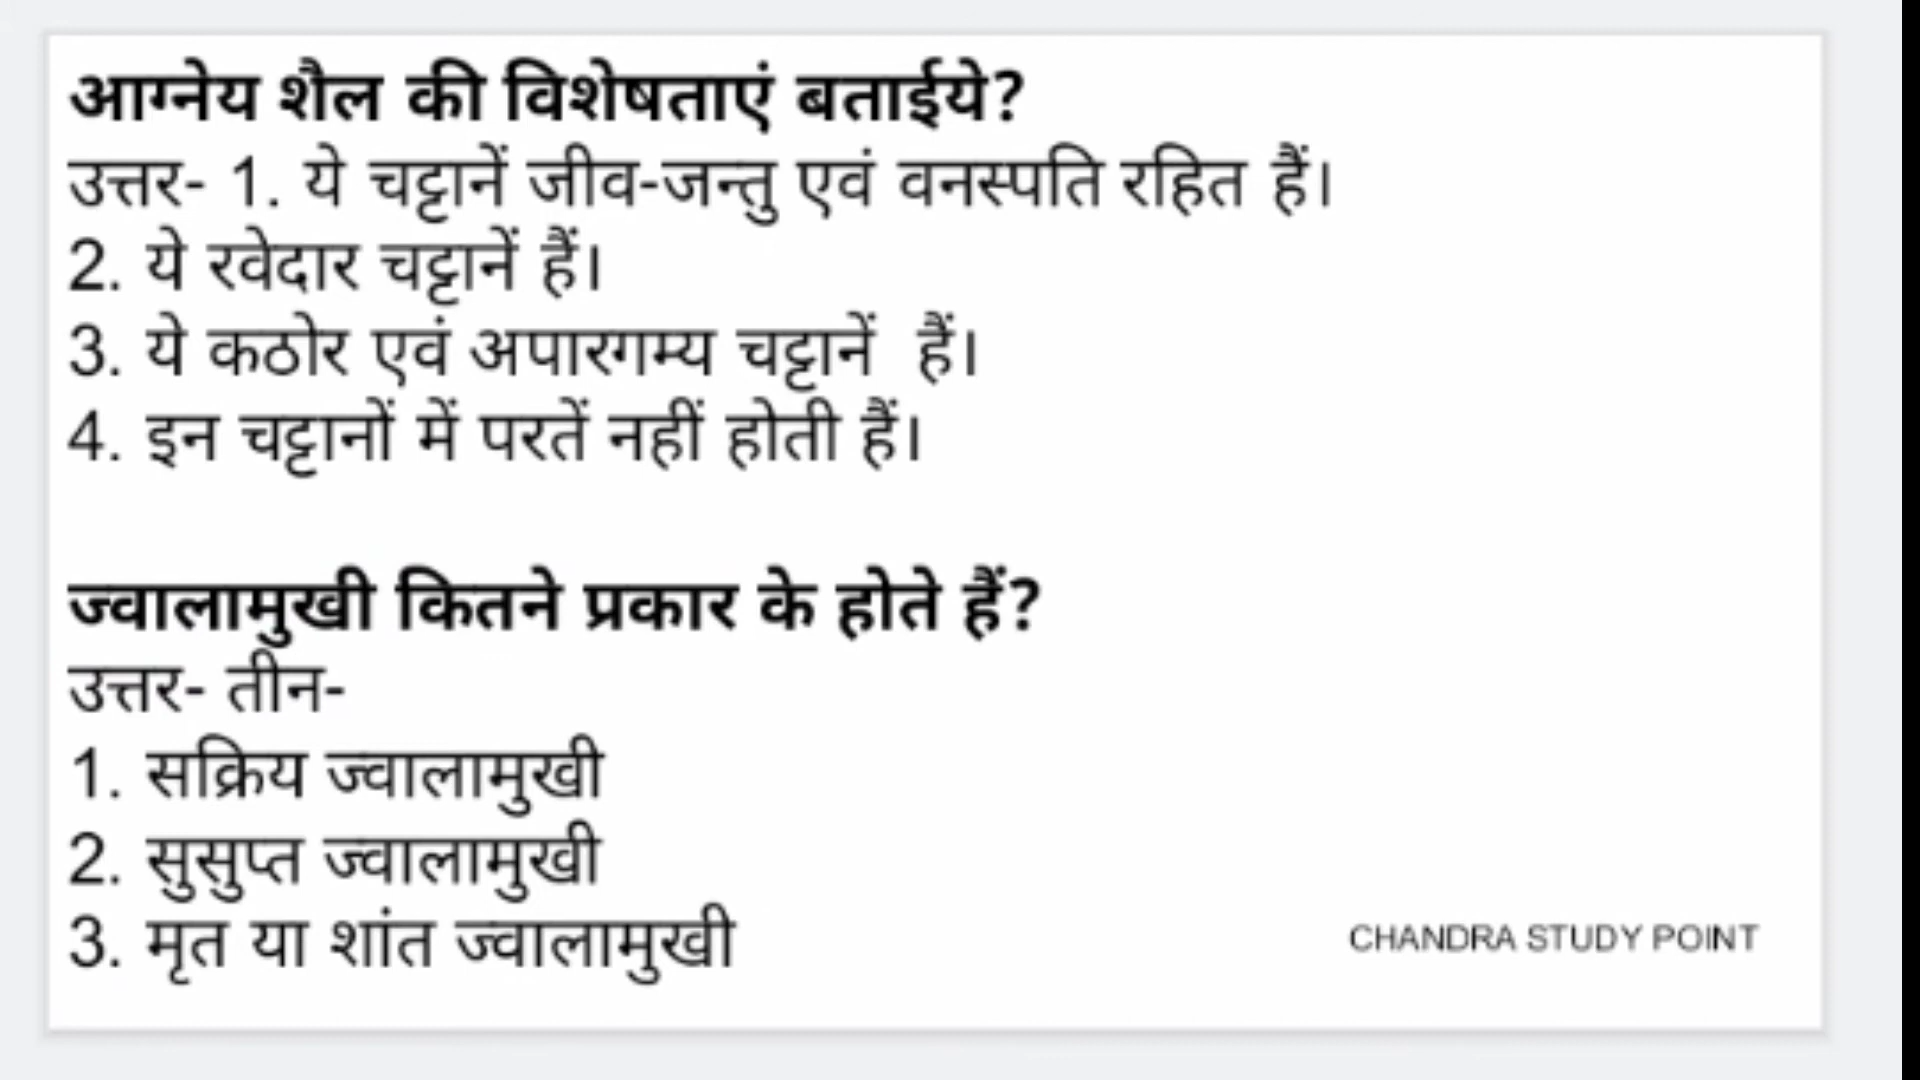 आग्नेय शैल की विशेषताएं बताईये?
उत्तर- 1. ये चट्टानें जीव-जन्तु एवं वनस्पति रहित हैं।
2. ये रवेदार चट्टानें हैं।
3. ये कठोर एवं अपारगम्य चट्टानें हैं।
4. इन चट्टानों में परतें नहीं होती हैं।
ज्वालामुखी कितने प्रकार के होते हैं?
उत्तर- तीन-
1. सक्रिय ज्वालामुखी
2. सुसुप्त ज्वालामुखी
3. मृत या शांत ज्वालामुखी
CHANDRA STUDY POINT